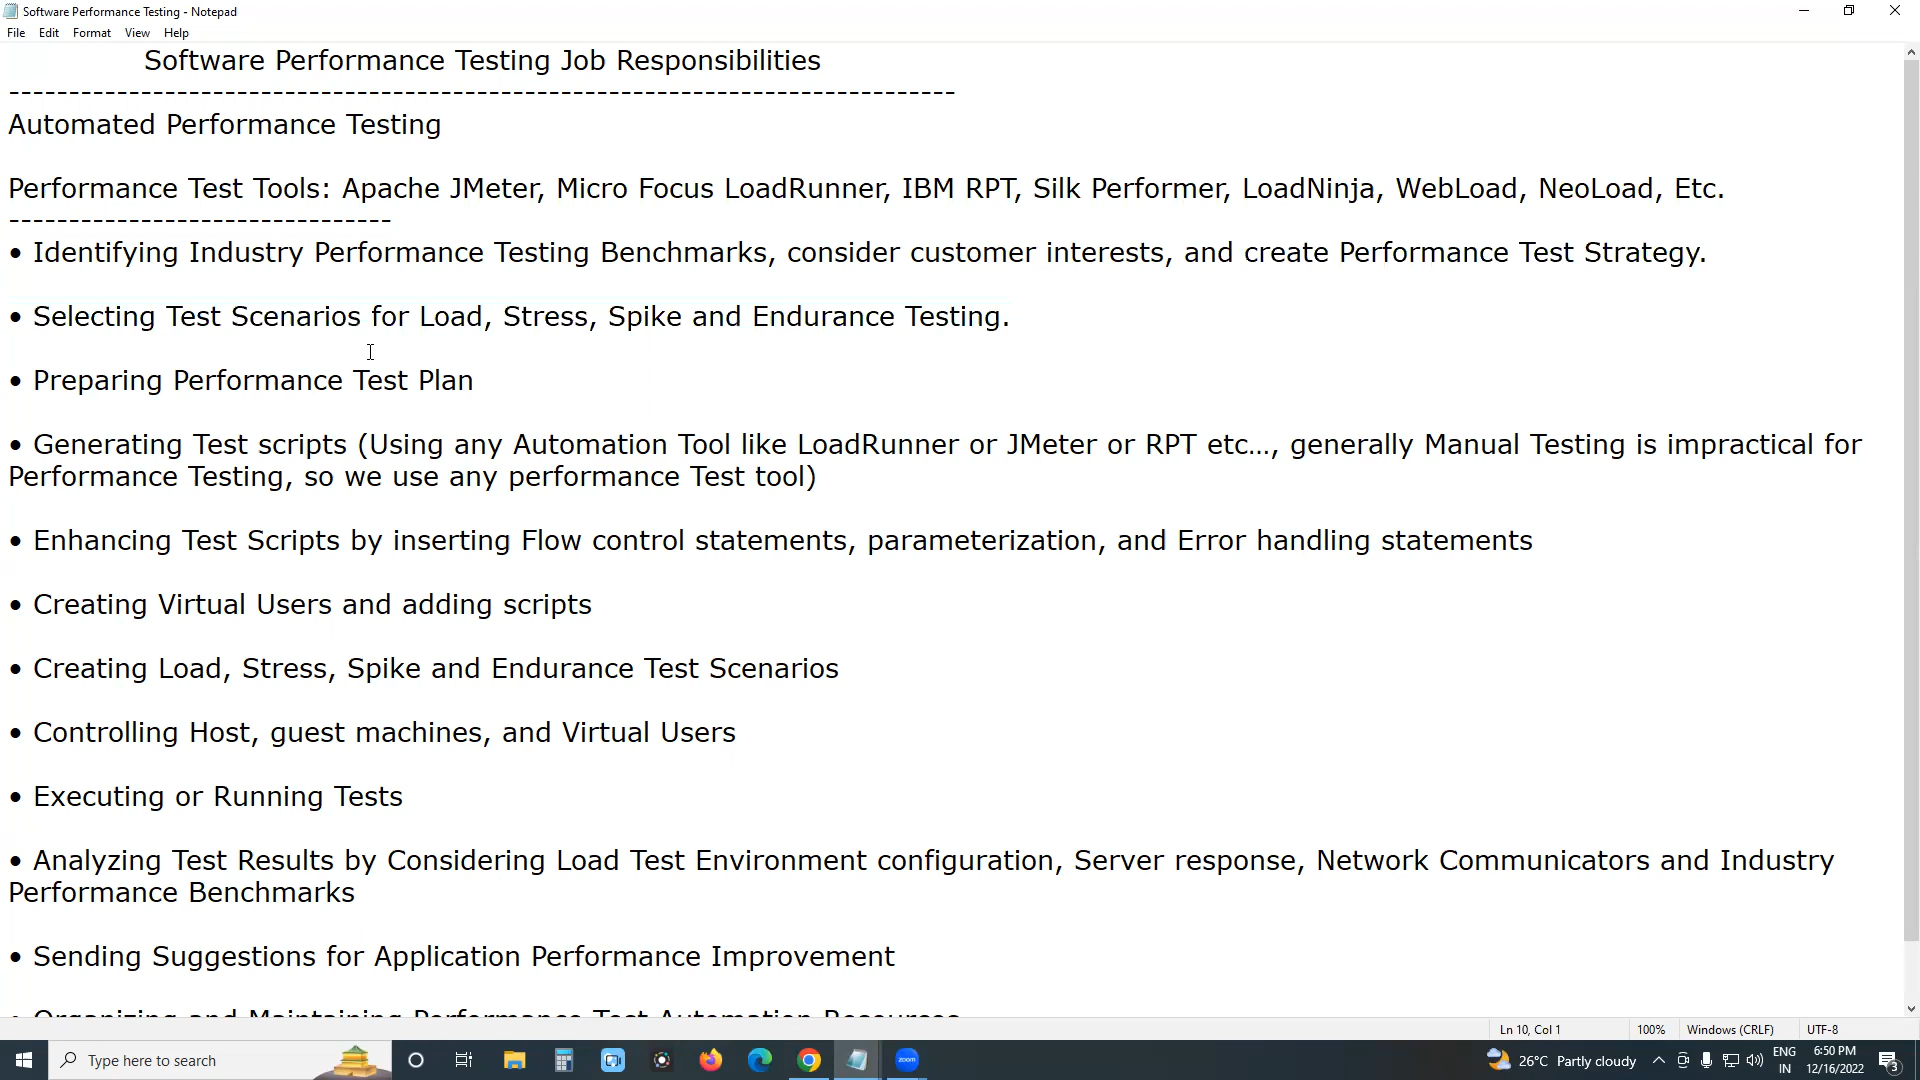 Software Performance Testing - Notepad
File Edit Format View Help
Software Performance Testing Job Responsibilities
-------------------------------------------------------------------------------
Automated Performance Testing
Performance Test Tools: Apache JMeter, Micro Focus LoadRunner, IBM RPT, Silk Performer, LoadNinja, WebLoad, NeoLoad, Etc.
--------------------------------
• Identifying Industry Performance Testing Benchmarks, consider customer interests, and create Performance Test Strategy.
• Selecting Test Scenarios for Load, Stress, Spike and Endurance Testing.
• Preparing Performance Test Plan
• Generating Test scripts (Using any Automation Tool like LoadRunner or JMeter or RPT etc…, generally Manual Testing is impractical for
Performance Testing, so we use any performance Test tool)
• Enhancing Test Scripts by inserting Flow control statements, parameterization, and Error handling statements
• Creating Virtual Users and adding scripts
• Creating Load, Stress, Spike and Endurance Test Scenarios
• Controlling Host, guest machines, and Virtual Users
• Executing or Running Tests
• Analyzing Test Results by Considering Load Test Environment configuration, Server response, Network Communicators and Industry
Performance Benchmarks
• Sending Suggestions for Application Performance Improvement
• Organizing and Maintaining Performance Test Automation Resources
Ln 10, Col 1 100% Windows (CRLF) UTF-8
Type here to search
zoom
26°C Partly cloudy
ENG
IN
6:50 PM
12/16/2022
3